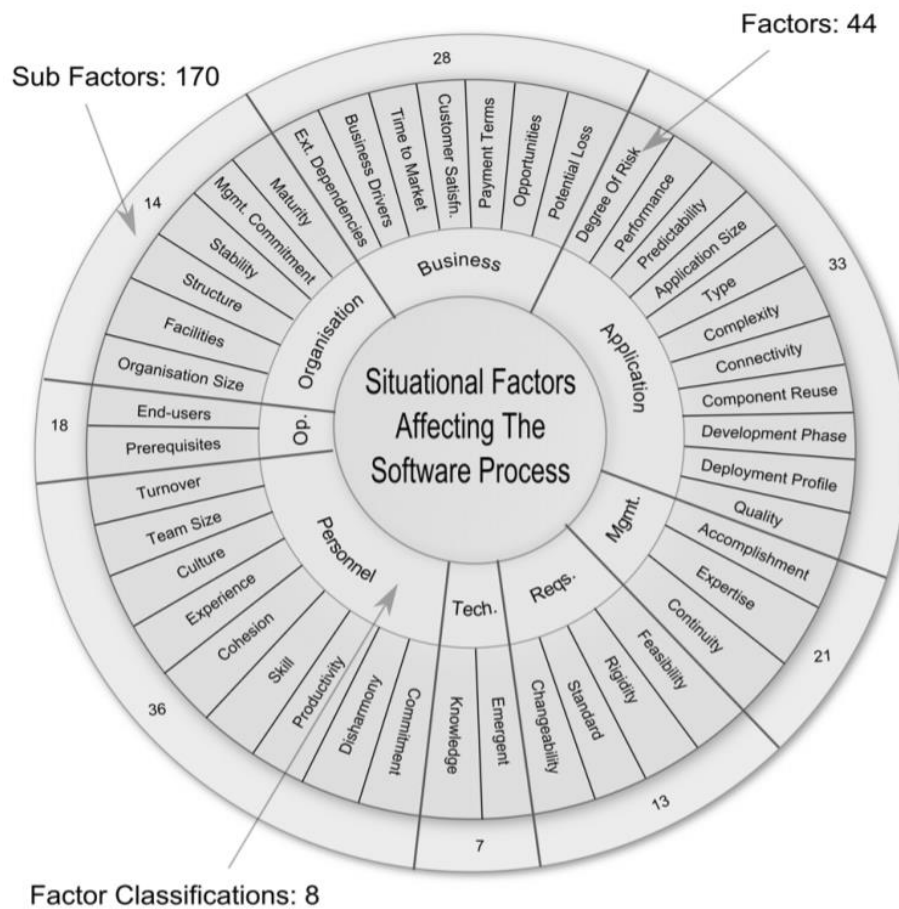 Factors: 44
Sub Factors: 170
28
33
21
13
7
36
18
14
Situational Factors
Affecting The
Software Process
Business
Ext. Dependencies
Business Drivers
Time to Market
Customer Satisfn.
Payment Terms
Opportunities
Potential Loss
Application
Degree Of Risk
Performance
Predictability
Application Size
Type
Complexity
Connectivity
Component Reuse
Development Phase
Deployment Profile
Quality
Mgmt.
Accomplishment
Expertise
Continuity
Reqs.
Feasibility
Rigidity
Standard
Changeability
Tech.
Emergent
Knowledge
Personnel
Commitment
Disharmony
Productivity
Skill
Cohesion
Experience
Culture
Team Size
Turnover
Op.
Prerequisites
End-users
Organisation
Organisation Size
Facilities
Structure
Stability
Mgmt. Commitment
Maturity
Factor Classifications: 8